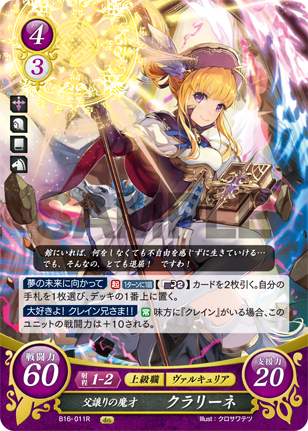 4
3
SAMPLE
館にいれば、何をしなくても不自由を感じずに生きていける…
でも、そんなの、とても退屈! ですわ!
夢の未来に向かって 起 1ターンに1回 【2】カードを2枚引く。自分の
手札を1枚選び、デッキの1番上に置く。
大好きよ!クレイン兄さま!! 常 味方に『クレイン』がいる場合、この
ユニットの戦闘力は+10される。
戦闘力
60
射程 1-2 上級職 ヴァルキュリア
支援力
20
父譲りの魔才 クラリーネ
B16-011R
Illust:クロサワテツ